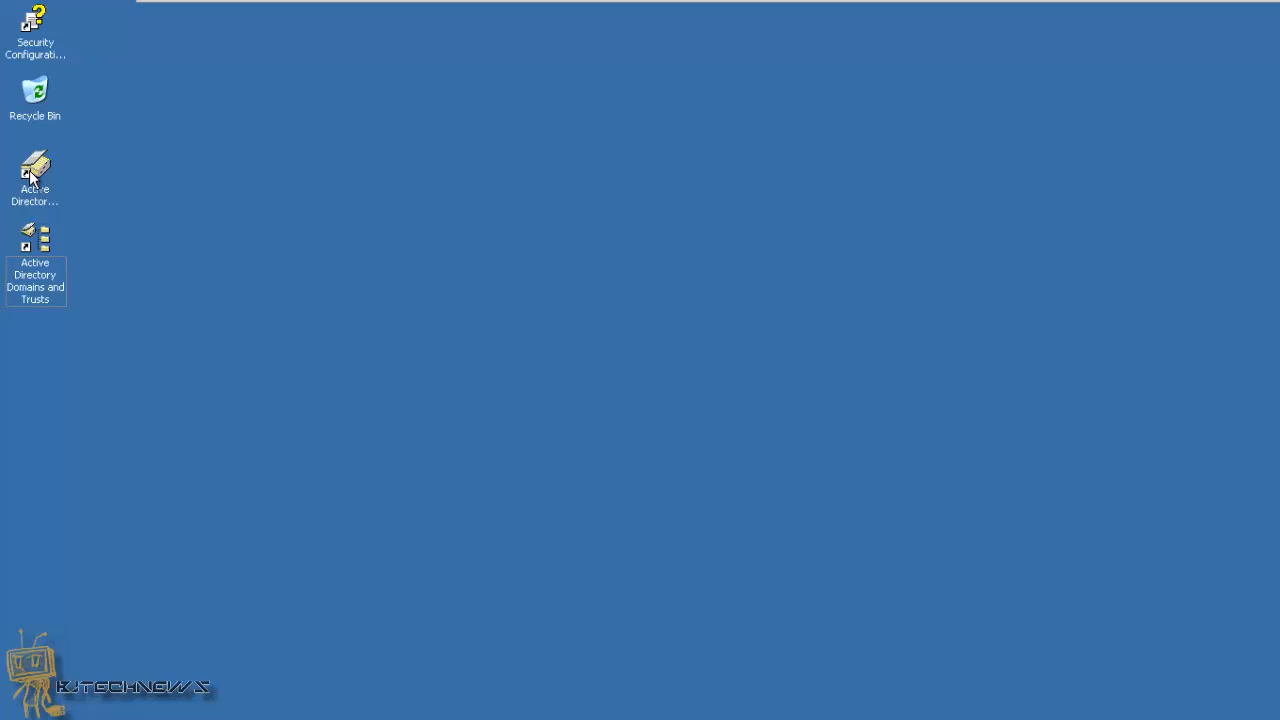 Security
Configurati...
Recycle Bin
Active
Director...
Active
Directory
Domains and
Trusts
KJTECHNEWS